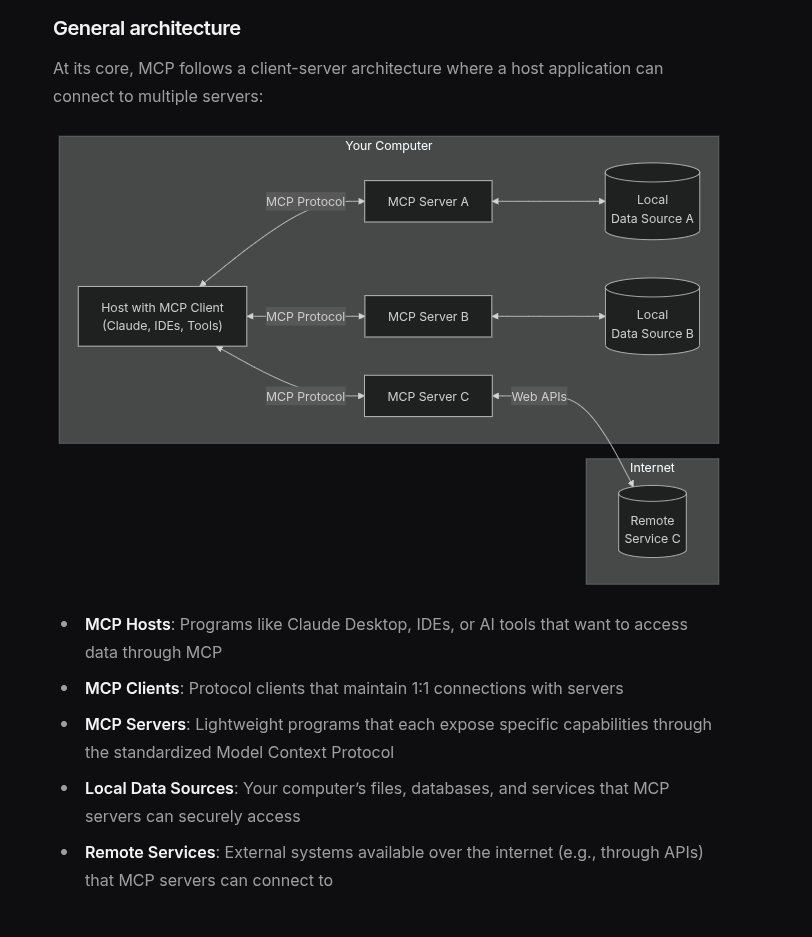 General architecture
At its core, MCP follows a client-server architecture where a host application can
connect to multiple servers:
Your Computer
MCP Protocol
MCP Server A
Local
Data Source A
Host with MCP Client
(Claude, IDEs, Tools)
MCP Protocol
MCP Server B
Local
Data Source B
MCP Protocol
MCP Server C
Web APIs
Internet
Remote
Service C
• MCP Hosts: Programs like Claude Desktop, IDEs, or AI tools that want to access
data through MCP
• MCP Clients: Protocol clients that maintain 1:1 connections with servers
• MCP Servers: Lightweight programs that each expose specific capabilities through
the standardized Model Context Protocol
• Local Data Sources: Your computer’s files, databases, and services that MCP
servers can securely access
• Remote Services: External systems available over the internet (e.g., through APIs)
that MCP servers can connect to